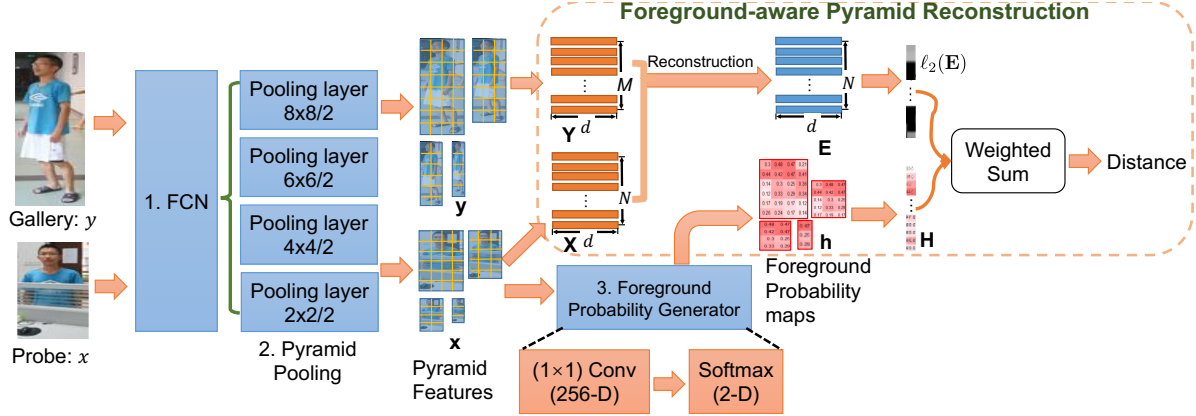 Foreground-aware Pyramid Reconstruction
Gallery: y
Probe: x
1. FCN
Pooling layer
8x8/2
Pooling layer
6x6/2
Pooling layer
4x4/2
Pooling layer
2x2/2
2. Pyramid
Pooling
y
x
Pyramid
Features
M
d
Y
N
d
X
Reconstruction
N
d
E
3. Foreground
Probability Generator
(1×1) Conv
(256-D)
Softmax
(2-D)
h
Foreground
Probability
maps
ℓ₂(E)
H
Weighted
Sum
Distance